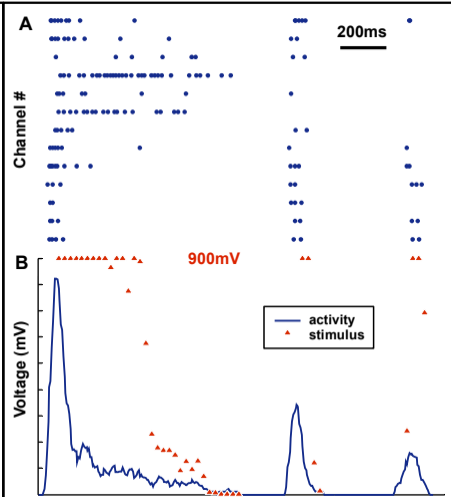 A
200ms
Channel #
B
900mV
Voltage (mV)
activity
stimulus